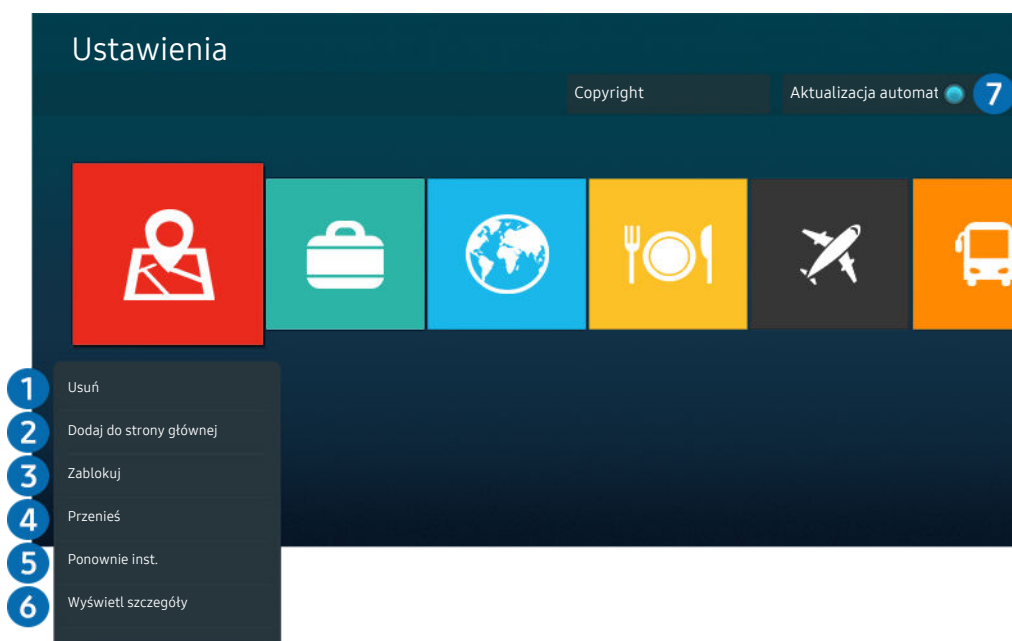 Ustawienia
Copyright
Aktualizacja automat
7
1 Usuń
2 Dodaj do strony głównej
3 Zablokuj
4 Przenieś
5 Ponownie inst.
6 Wyświetl szczegóły